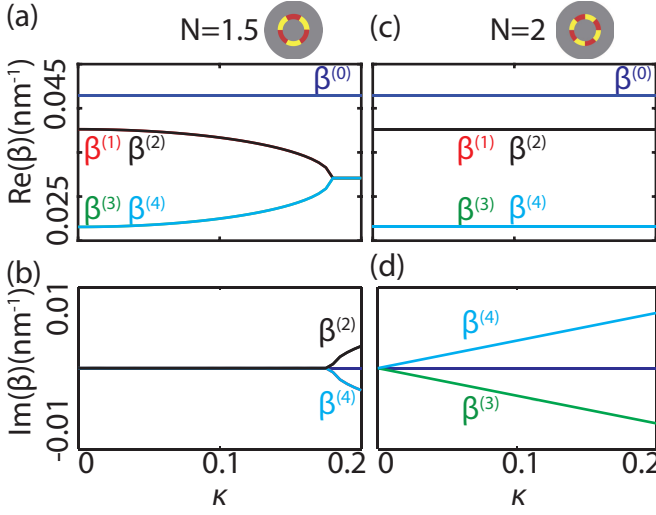 (a) N=1.5 (c) N=2
Re(β)(nm⁻¹)
0.045
0.025
β⁽⁰⁾
β⁽¹⁾ β⁽²⁾
β⁽³⁾ β⁽⁴⁾
β⁽⁰⁾
β⁽¹⁾ β⁽²⁾
β⁽³⁾ β⁽⁴⁾
(b) (d)
Im(β)(nm⁻¹)
0.01
-0.01
β⁽²⁾
β⁽⁴⁾
β⁽⁴⁾
β⁽³⁾
0 0.1 0.2 0 0.1 0.2
κ κ